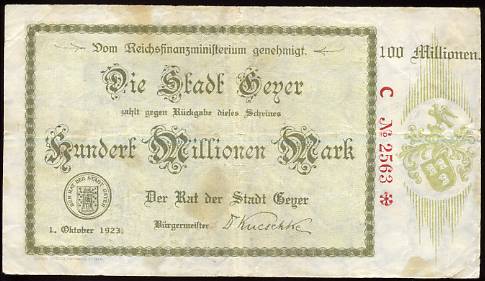 Vom Reichsfinanzministerium genehmigt.
Die Stadt Geyer
zahlt gegen Rückgabe dieses Scheines
Hundert Millionen Mark
Der Rat der Stadt Geyer
1. Oktober 1923.
Bürgermeister
100 Millionen.
C № 2563